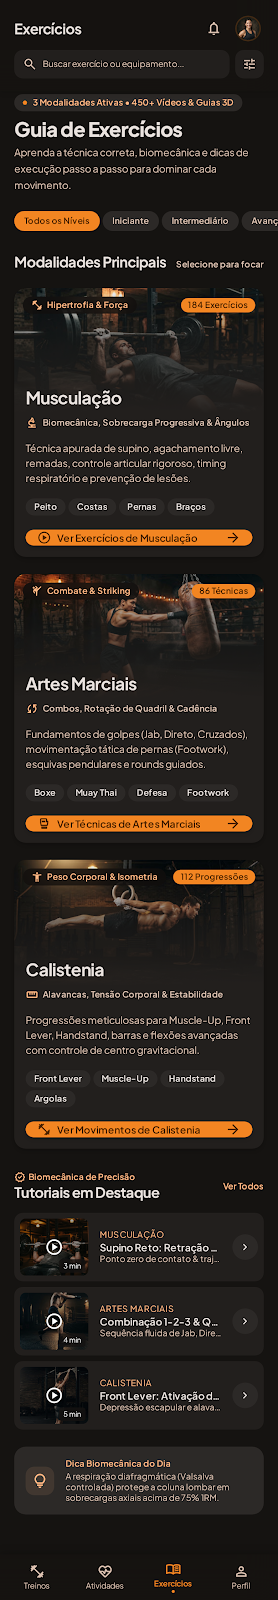 Exercícios
Buscar exercício ou equipamento...
3 Modalidades Ativas • 450+ Vídeos & Guias 3D
Guia de Exercícios
Aprenda a técnica correta, biomecânica e dicas de
execução passo a passo para dominar cada
movimento.
Todos os Níveis
Iniciante
Intermediário
Avanç
Modalidades Principais
Selecione para focar
Hipertrofia & Força
184 Exercícios
Musculação
Biomecânica, Sobrecarga Progressiva & Ângulos
Técnica apurada de supino, agachamento livre,
remadas, controle articular rigoroso, timing
respiratório e prevenção de lesões.
Peito
Costas
Pernas
Braços
Ver Exercícios de Musculação
Combate & Striking
86 Técnicas
Artes Marciais
Combos, Rotação de Quadril & Cadência
Fundamentos de golpes (Jab, Direto, Cruzados),
movimentação tática de pernas (Footwork),
esquivas pendulares e rounds guiados.
Boxe
Muay Thai
Defesa
Footwork
Ver Técnicas de Artes Marciais
Peso Corporal & Isometria
112 Progressões
Calistenia
Alavancas, Tensão Corporal & Estabilidade
Progressões meticulosas para Muscle-Up, Front
Lever, Handstand, barras e flexões avançadas
com controle de centro gravitacional.
Front Lever
Muscle-Up
Handstand
Argolas
Ver Movimentos de Calistenia
Biomecânica de Precisão
Tutoriais em Destaque
Ver Todos
MUSCULAÇÃO
Supino Reto: Retração ...
Ponto zero de contato & traj...
3 min
ARTES MARCIAIS
Combinação 1-2-3 & Q...
Sequência fluida de Jab, Dire...
4 min
CALISTENIA
Front Lever: Ativação d...
Depressão escapular e alava...
5 min
Dica Biomecânica do Dia
A respiração diafragmática (Valsalva
controlada) protege a coluna lombar em
sobrecargas axiais acima de 75% 1RM.
Treinos
Atividades
Exercícios
Perfil